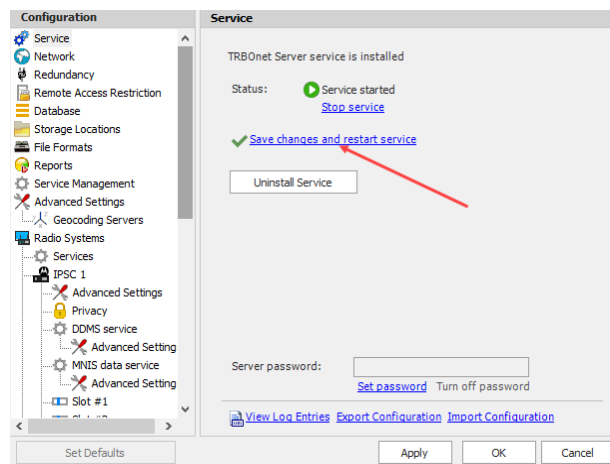 Configuration
Service
Network
Redundancy
Remote Access Restriction
Database
Storage Locations
File Formats
Reports
Service Management
Advanced Settings
Geocoding Servers
Radio Systems
Services
IPSC 1
Advanced Settings
Privacy
DDMS service
Advanced Setting
MNIS data service
Advanced Setting
Slot #1
Set Defaults
Service
TRBOnet Server service is installed
Status: Service started
Stop service
Save changes and restart service
Uninstall Service
Server password:
Set password Turn off password
View Log Entries Export Configuration Import Configuration
Apply OK Cancel